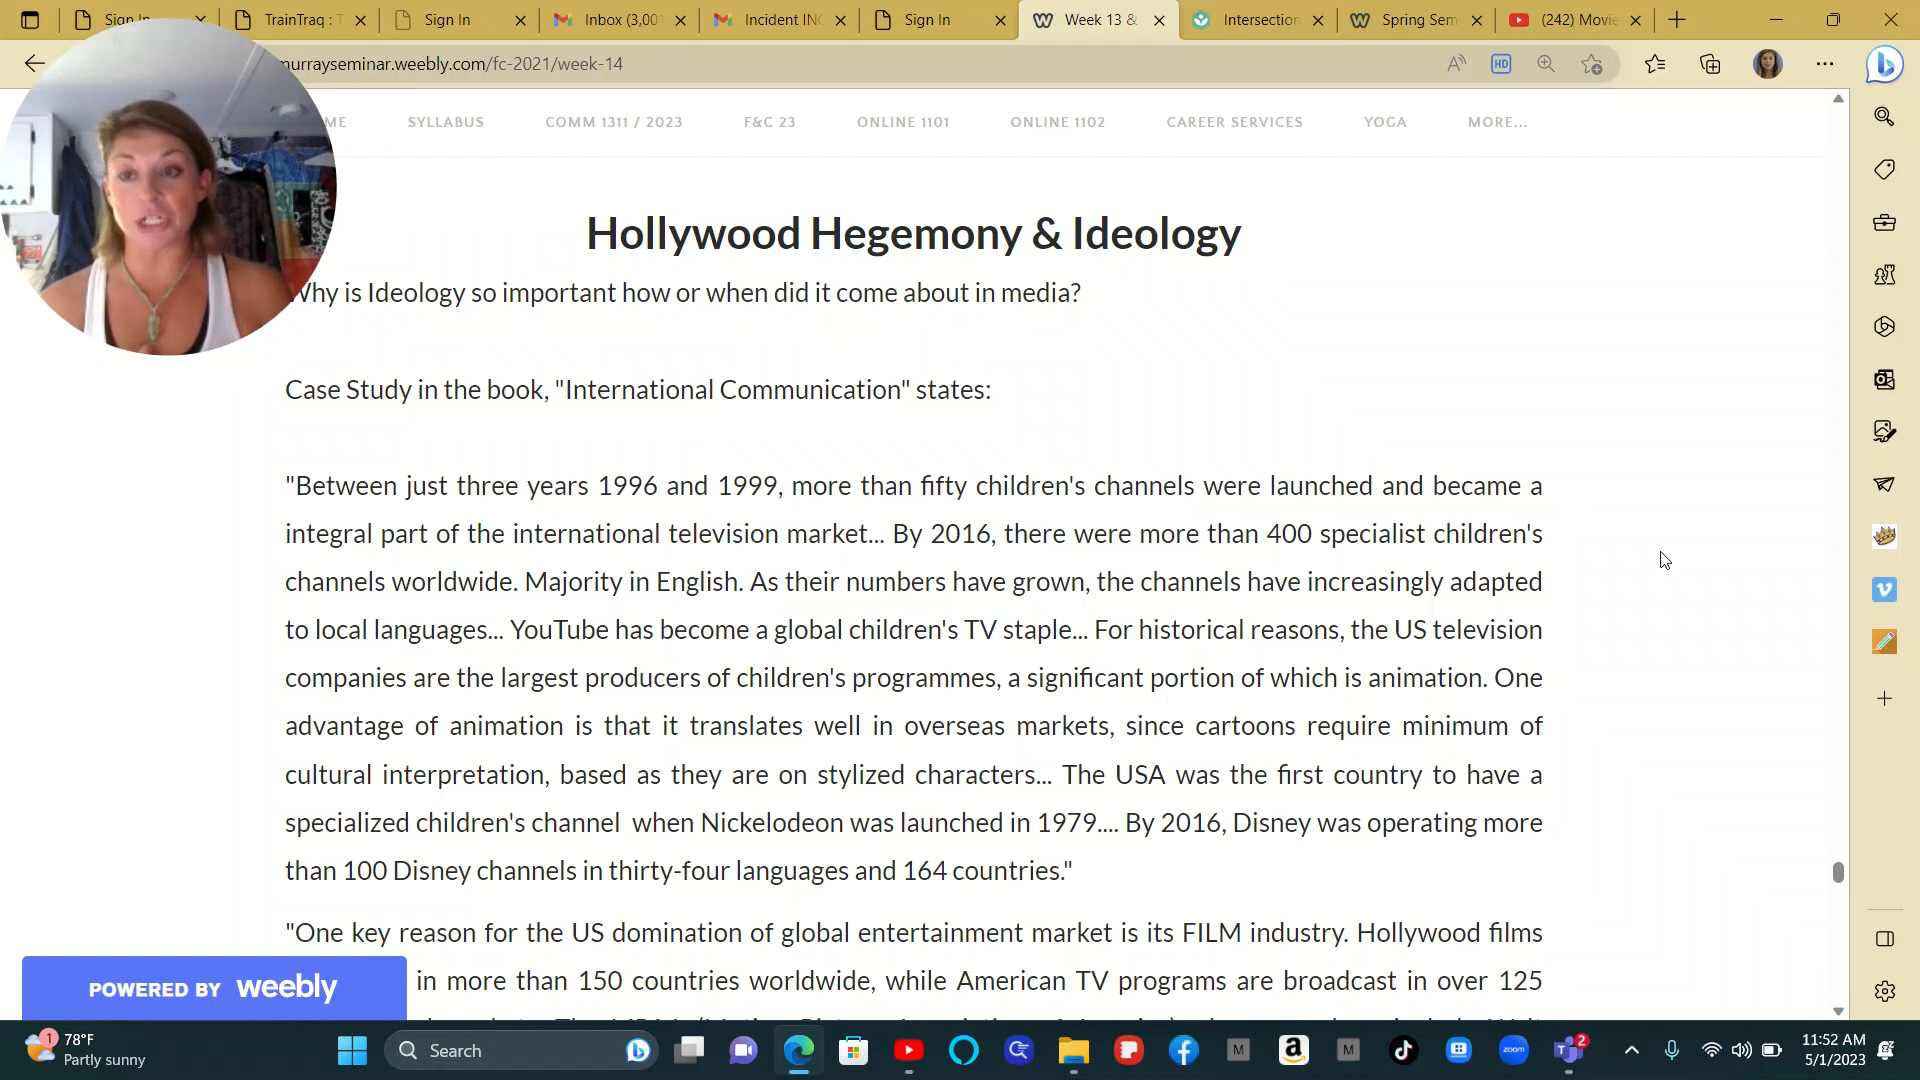 Sign In
TrainTraq : T
Sign In
Inbox (3,00
Incident IN
Sign In
Week 13 &
Intersection
Spring Sem
(242) Movie
murrayseminar.weebly.com/fc-2021/week-14
ME
SYLLABUS
COMM 1311 / 2023
F&C 23
ONLINE 1101
ONLINE 1102
CAREER SERVICES
YOGA
MORE...
Hollywood Hegemony & Ideology
Why is Ideology so important how or when did it come about in media?
Case Study in the book, "International Communication" states:
"Between just three years 1996 and 1999, more than fifty children's channels were launched and became a
integral part of the international television market... By 2016, there were more than 400 specialist children's
channels worldwide. Majority in English. As their numbers have grown, the channels have increasingly adapted
to local languages... YouTube has become a global children's TV staple... For historical reasons, the US television
companies are the largest producers of children's programmes, a significant portion of which is animation. One
advantage of animation is that it translates well in overseas markets, since cartoons require minimum of
cultural interpretation, based as they are on stylized characters... The USA was the first country to have a
specialized children's channel when Nickelodeon was launched in 1979.... By 2016, Disney was operating more
than 100 Disney channels in thirty-four languages and 164 countries."
"One key reason for the US domination of global entertainment market is its FILM industry. Hollywood films
in more than 150 countries worldwide, while American TV programs are broadcast in over 125
POWERED BY weebly
78°F
Partly sunny
Search
zoom
11:52 AM
5/1/2023